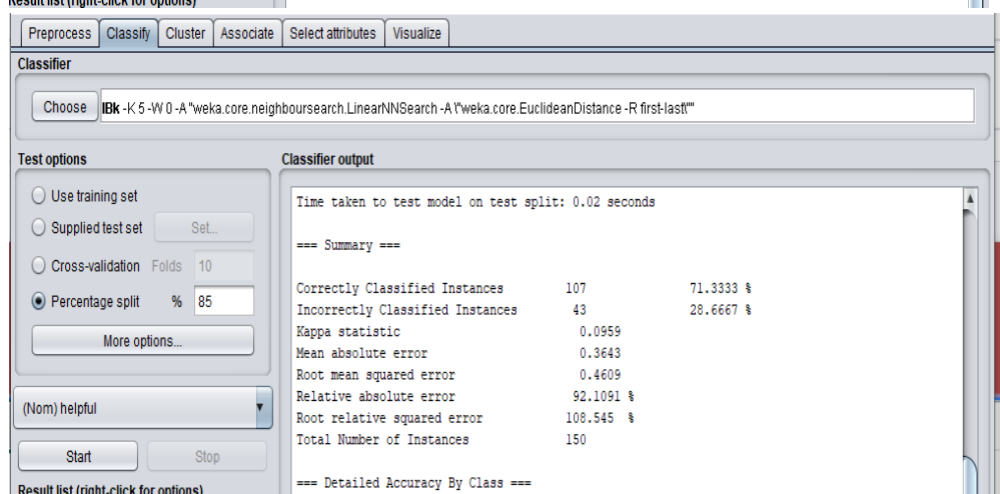 Result list (right-click for options)
Preprocess Classify Cluster Associate Select attributes Visualize
Classifier
Choose IBk -K 5 -W 0 -A "weka.core.neighboursearch.LinearNNSearch -A \"weka.core.EuclideanDistance -R first-last\""
Test options
Use training set
Supplied test set Set...
Cross-validation Folds 10
Percentage split % 85
More options...
(Nom) helpful
Start Stop
Result list (right-click for options)
Classifier output
Time taken to test model on test split: 0.02 seconds
=== Summary ===
Correctly Classified Instances 107 71.3333 %
Incorrectly Classified Instances 43 28.6667 %
Kappa statistic 0.0959
Mean absolute error 0.3643
Root mean squared error 0.4609
Relative absolute error 92.1091 %
Root relative squared error 108.545 %
Total Number of Instances 150
=== Detailed Accuracy By Class ===